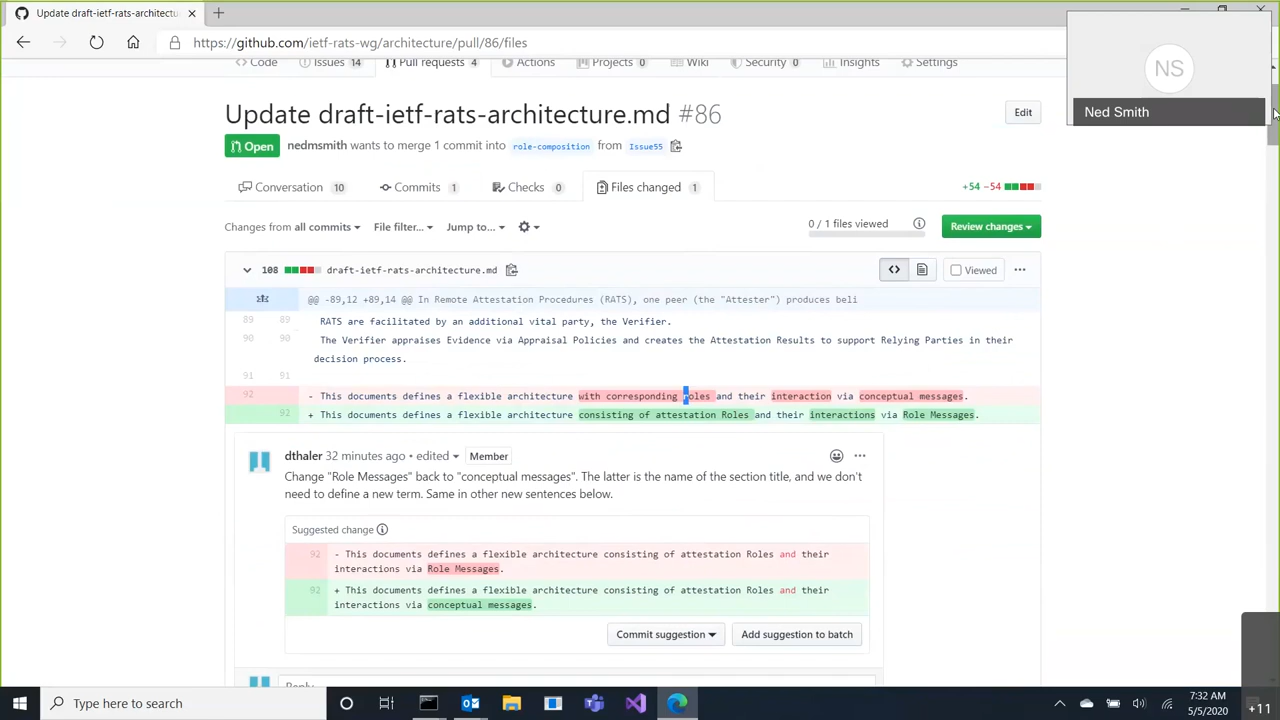 Update draft-ietf-rats-architectu
https://github.com/ietf-rats-wg/architecture/pull/86/files
NS
Ned Smith
Code
Issues 14
Pull requests 4
Actions
Projects 0
Wiki
Security 0
Insights
Settings
Update draft-ietf-rats-architecture.md #86
Edit
Open
nedmsmith wants to merge 1 commit into role-composition from Issue55
Conversation 10
Commits 1
Checks 0
Files changed 1
+54 −54
Changes from all commits
File filter...
Jump to...
0 / 1 files viewed
Review changes
108 draft-ietf-rats-architecture.md
Viewed
@@ -89,12 +89,14 @@ In Remote Attestation Procedures (RATS), one peer (the "Attester") produces beli
89 89 RATS are facilitated by an additional vital party, the Verifier.
90 90 The Verifier appraises Evidence via Appraisal Policies and creates the Attestation Results to support Relying Parties in their
decision process.
91 91
92 - This documents defines a flexible architecture with corresponding roles and their interaction via conceptual messages.
92 + This documents defines a flexible architecture consisting of attestation Roles and their interactions via Role Messages.
dthaler 32 minutes ago • edited
Member
Change "Role Messages" back to "conceptual messages". The latter is the name of the section title, and we don't
need to define a new term. Same in other new sentences below.
Suggested change
92 - This documents defines a flexible architecture consisting of attestation Roles and their
interactions via Role Messages.
92 + This documents defines a flexible architecture consisting of attestation Roles and their
interactions via conceptual messages.
Commit suggestion
Add suggestion to batch
Reply
Type here to search
7:32 AM
5/5/2020
+11